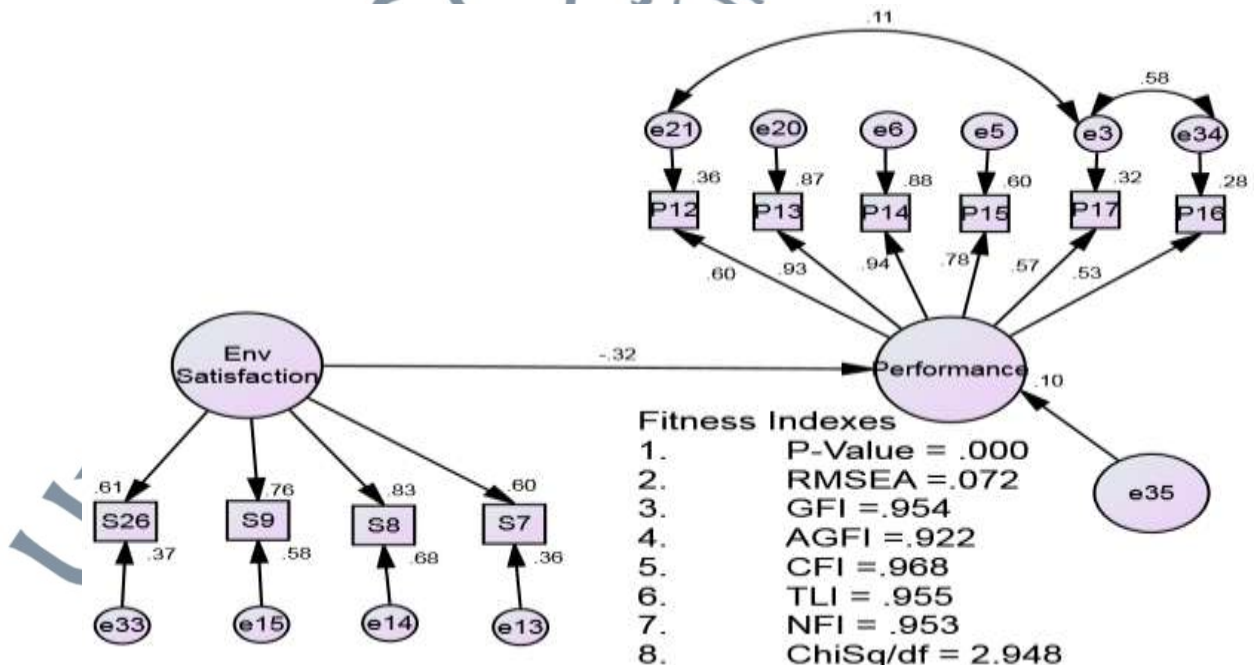 .11
.58
e21 e20 e6 e5 e3 e34
.36 .87 .88 .60 .32 .28
P12 P13 P14 P15 P17 P16
.60 .93 .94 .78 .57 .53
Env
Satisfaction
-.32
Performance
.10
e35
.61 .76 .83 .60
S26 S9 S8 S7
.37 .58 .68 .36
e33 e15 e14 e13
Fitness Indexes
1. P-Value = .000
2. RMSEA =.072
3. GFI =.954
4. AGFI =.922
5. CFI =.968
6. TLI =.955
7. NFI = .953
8. ChiSq/df = 2.948